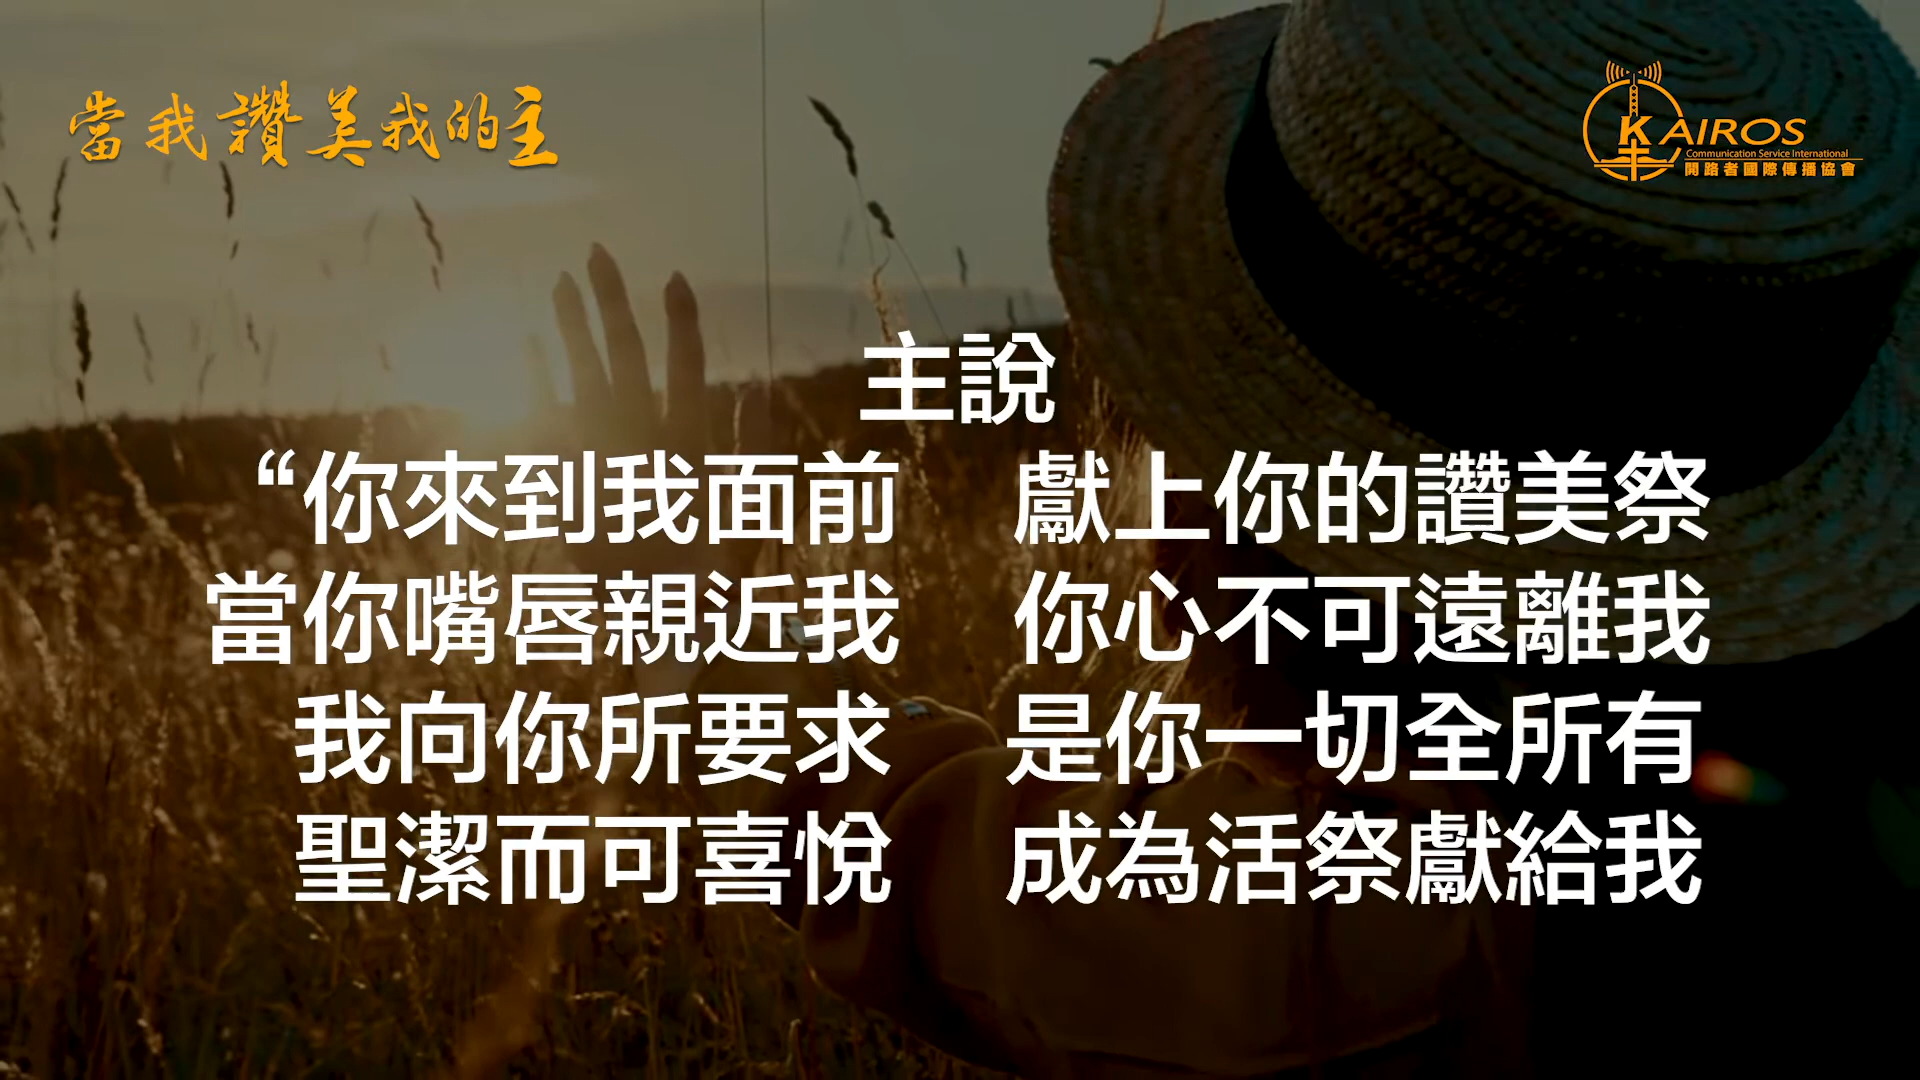 當我讚美我的主
KAIROS
Communication Service International
開路者國際傳播協會
主說
“你來到我面前 獻上你的讚美祭
當你嘴唇親近我 你心不可遠離我
我向你所要求 是你一切全所有
聖潔而可喜悅 成為活祭獻給我